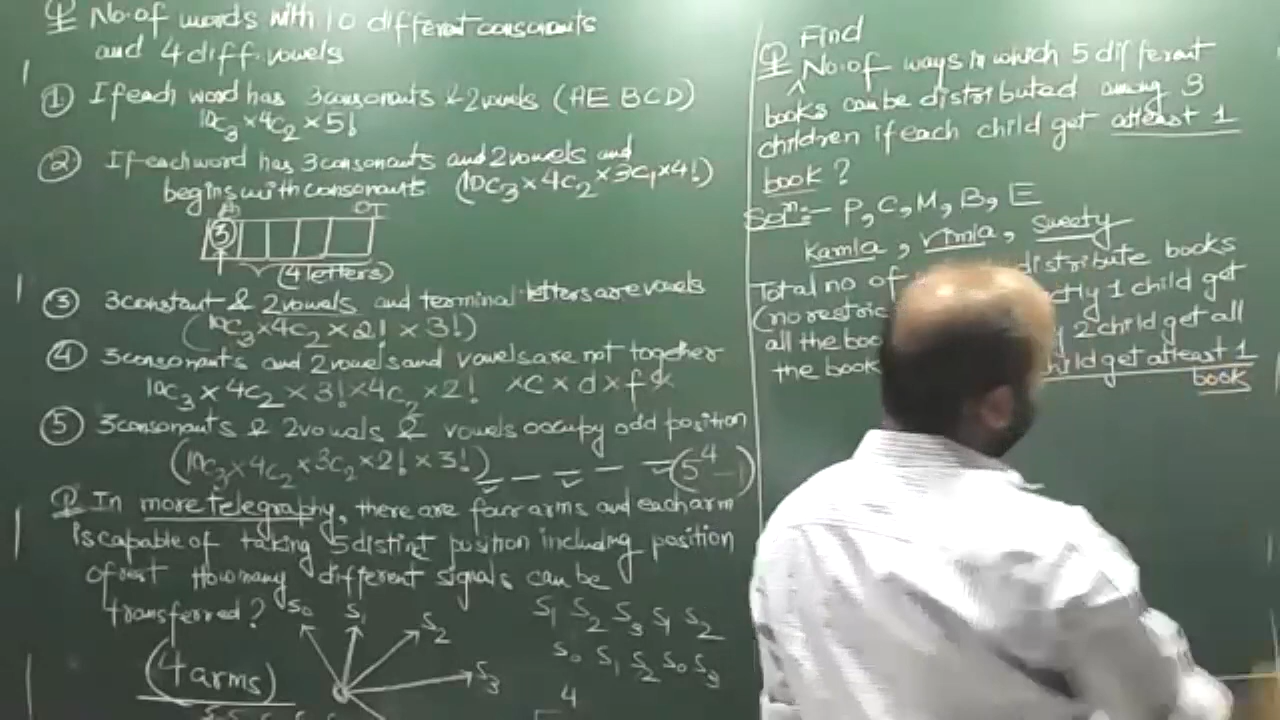 Q No. of words with 10 different consonants
and 4 diff. vowels
① If each word has 3 consonants & 2 vowels (AE BCD)
10C3 × 4C2 × 5!
② If each word has 3 consonants and 2 vowels and
begins with consonants (10C3 × 4C2 × 3C1 × 4!)
3
(4 letters)
③ 3 constant & 2 vowels and terminal letters are vowels
(10C3 × 4C2 × 2! × 3!)
④ 3 consonants and 2 vowels and vowels are not together
10C3 × 4C2 × 3! × 4C2 × 2! × c × d × f
⑤ 3 consonants & 2 vowels & vowels occupy odd position
(10C3 × 4C2 × 3C2 × 2! × 3!) (5^4 - 1)
Q In more telegraphy, there are four arms and each arm
is capable of taking 5 distint position including position
of rest How many different signals can be
transferred?
S0 S1 S2 S3
(4 arms)
S1 S2 S3 S1 S2
S0 S1 S2 S0 S3
4
Find
Q No. of ways in which 5 different
books can be distributed among 3
children if each child get atleast 1
book?
Soln:- P, C, M, B, E
Kamla, Vimla, Sweety
Total no of distribute books
(no restric 1 child get
all the boo 2 child get all
the book child get atleast 1
book